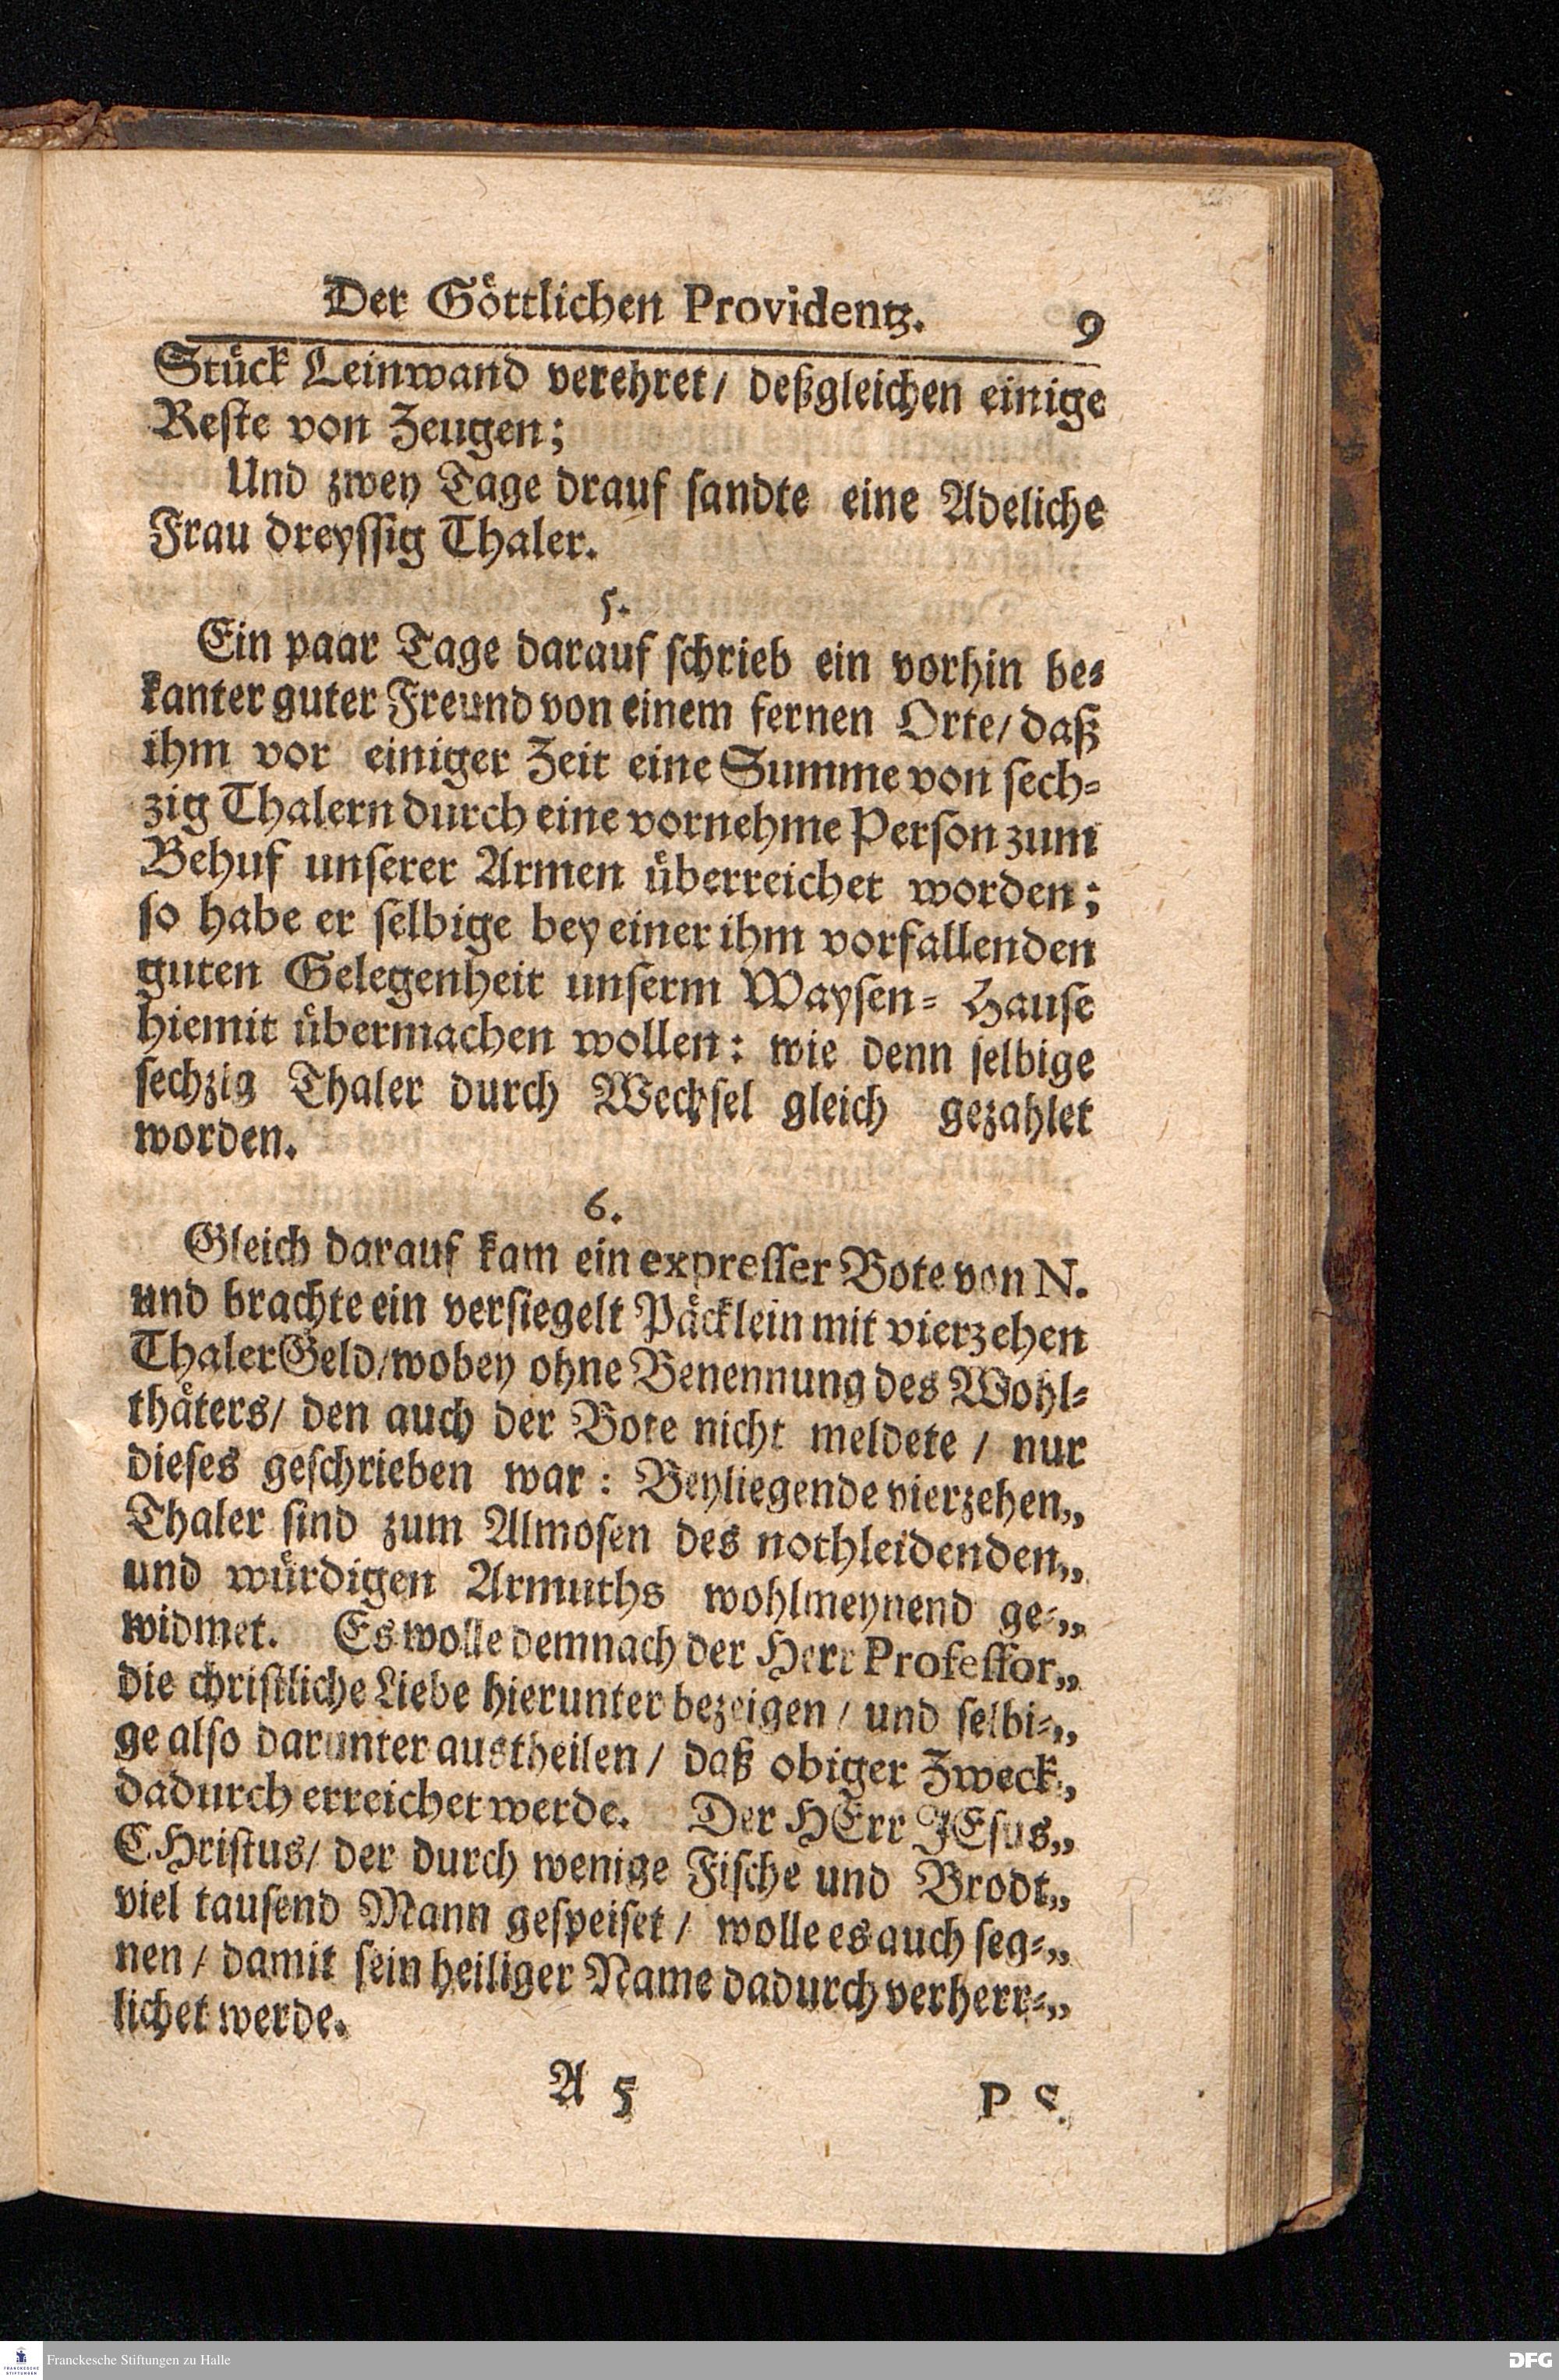 Der Göttlichen Providentz. 9
Stück Leinwand verehret/ deßgleichen einige
Reste von Zeugen;
Und zwey Tage drauf sandte eine Adeliche
Frau dreyssig Thaler.
5.
Ein paar Tage darauf schrieb ein vorhin be-
kanter guter Freund von einem fernen Orte/ daß
ihm vor einiger Zeit eine Summe von sech-
zig Thalern durch eine vornehme Person zum
Behuf unserer Armen überreichet worden;
so habe er selbige bey einer ihm vorfallenden
guten Gelegenheit unserm Waysen- Hause
hiemit übermachen wollen: wie denn selbige
sechzig Thaler durch Wechsel gleich gezahlet
worden.
6.
Gleich darauf kam ein expresser Bote von N.
und brachte ein versiegelt Päcklein mit vierzehen
Thaler Geld/wobey ohne Benennung des Wohl-
thäters/ den auch der Bote nicht meldete / nur
dieses geschrieben war: Beyliegende vierzehen„
Thaler sind zum Almosen des nothleidenden„
und würdigen Armuths wohlmeynend ge-„
widmet. Es wolle demnach der Herr Professor„
die christliche Liebe hierunter bezeigen / und selbi-„
ge also darunter austheilen / daß obiger Zweck„
dadurch erreichet werde. Der HErr JEsus„
CHristus/ der durch wenige Fische und Brodt„
viel tausend Mann gespeiset / wolle es auch seg-„
nen / damit sein heiliger Name dadurch verherr-„
lichet werde.
A 5 P S.
FRANCKESCHE STIFTUNGEN
Franckesche Stiftungen zu Halle
DFG